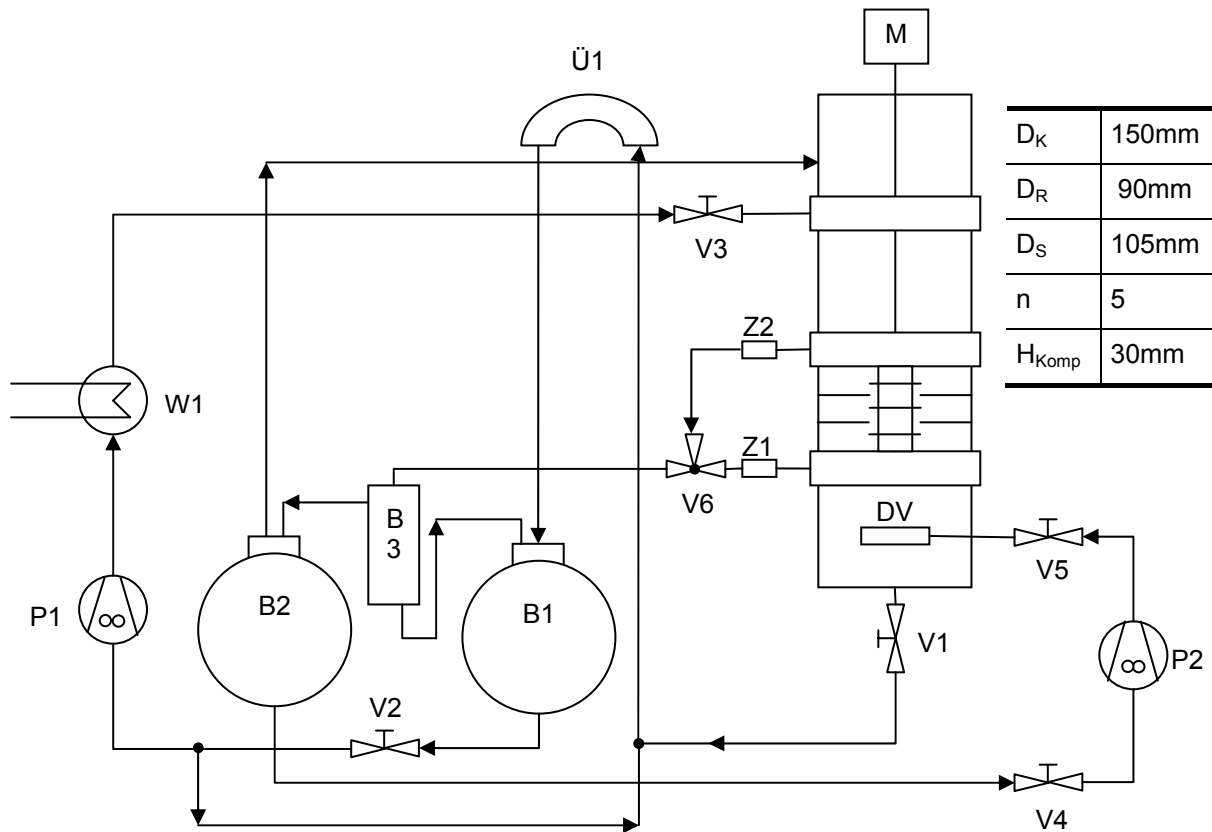 M
Ü1
D_K 150mm
D_R 90mm
D_S 105mm
n 5
H_Komp 30mm
V3
Z2
W1
Z1
V6
B
3
DV
V5
B2
B1
P1
V1
P2
V2
V4